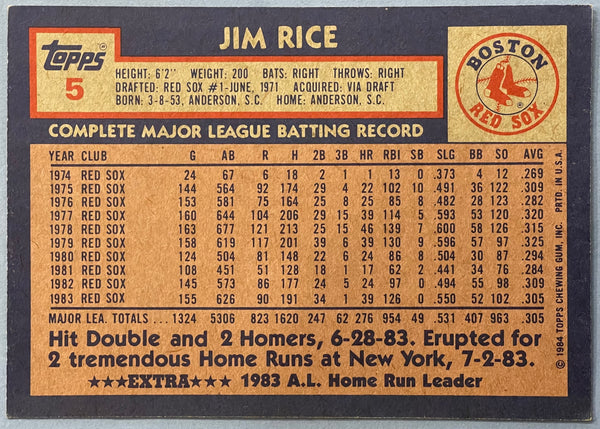 JIM RICE
Topps
5
HEIGHT: 6'2" WEIGHT: 200 BATS: RIGHT THROWS: RIGHT
DRAFTED: RED SOX #1-JUNE, 1971 ACQUIRED: VIA DRAFT
BORN: 3-8-53, ANDERSON, S.C. HOME: ANDERSON, S.C.
BOSTON
RED SOX
COMPLETE MAJOR LEAGUE BATTING RECORD
YEAR CLUB G AB R H 2B 3B HR RBI SB SLG BB SO AVG
1974 RED SOX 24 67 6 18 2 1 1 13 0 .373 4 12 .269
1975 RED SOX 144 564 92 174 29 4 22 102 10 .491 36 122 .309
1976 RED SOX 153 581 75 164 25 8 25 85 8 .482 28 123 .282
1977 RED SOX 160 644 104 206 29 15 39 114 5 .593 53 120 .320
1978 RED SOX 163 677 121 213 25 15 46 139 7 .600 58 126 .315
1979 RED SOX 158 619 117 201 39 6 39 130 9 .596 57 97 .325
1980 RED SOX 124 504 81 148 22 6 24 86 8 .504 30 87 .294
1981 RED SOX 108 451 51 128 18 1 17 62 2 .441 34 76 .284
1982 RED SOX 145 573 86 177 24 5 24 97 0 .494 55 98 .309
1983 RED SOX 155 626 90 191 34 1 39 126 0 .550 52 102 .305
MAJOR LEA. TOTALS ... 1324 5306 823 1620 247 62 276 954 49 .531 407 963 .305
Hit Double and 2 Homers, 6-28-83. Erupted for
2 tremendous Home Runs at New York, 7-2-83.
★★★EXTRA★★★ 1983 A.L. Home Run Leader
© 1984 TOPPS CHEWING GUM, INC. PRTD. IN U.S.A.